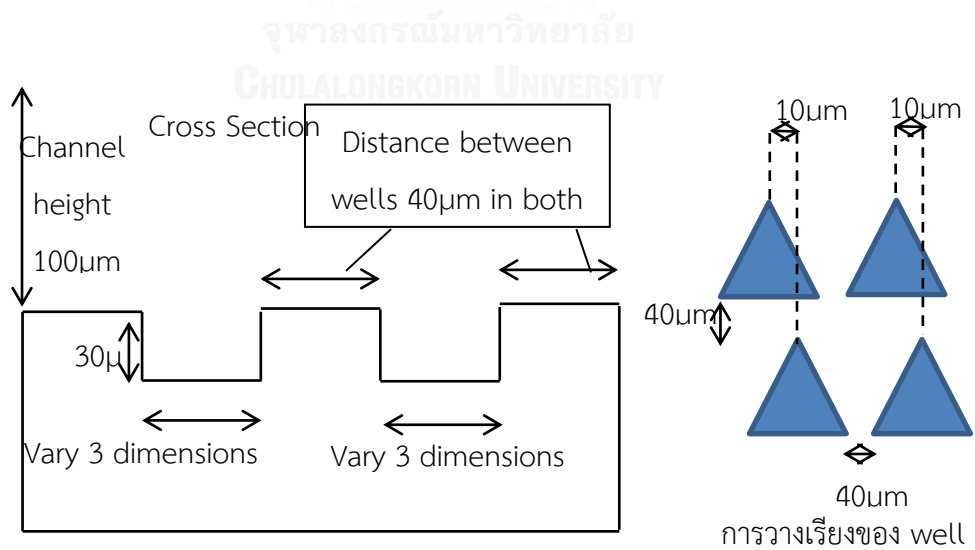 จุฬาลงกรณ์มหาวิทยาลัย
CHULALONGKORN UNIVERSITY
Channel
height
100µm
Cross Section
Distance between
wells 40µm in both
30µ
Vary 3 dimensions
Vary 3 dimensions
10µm
10µm
40µm
40µm
การวางเรียงของ well